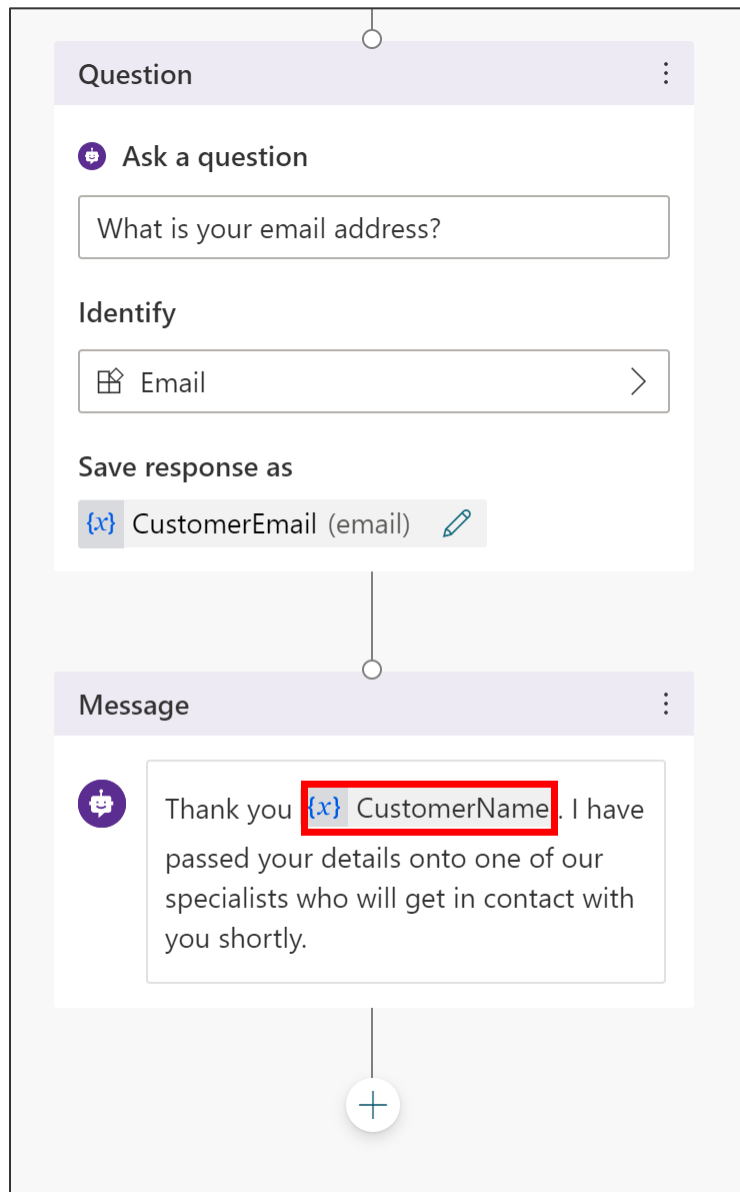 Question
Ask a question
What is your email address?
Identify
Email
Save response as
{x} CustomerEmail (email)
Message
Thank you {x} CustomerName . I have
passed your details onto one of our
specialists who will get in contact with
you shortly.